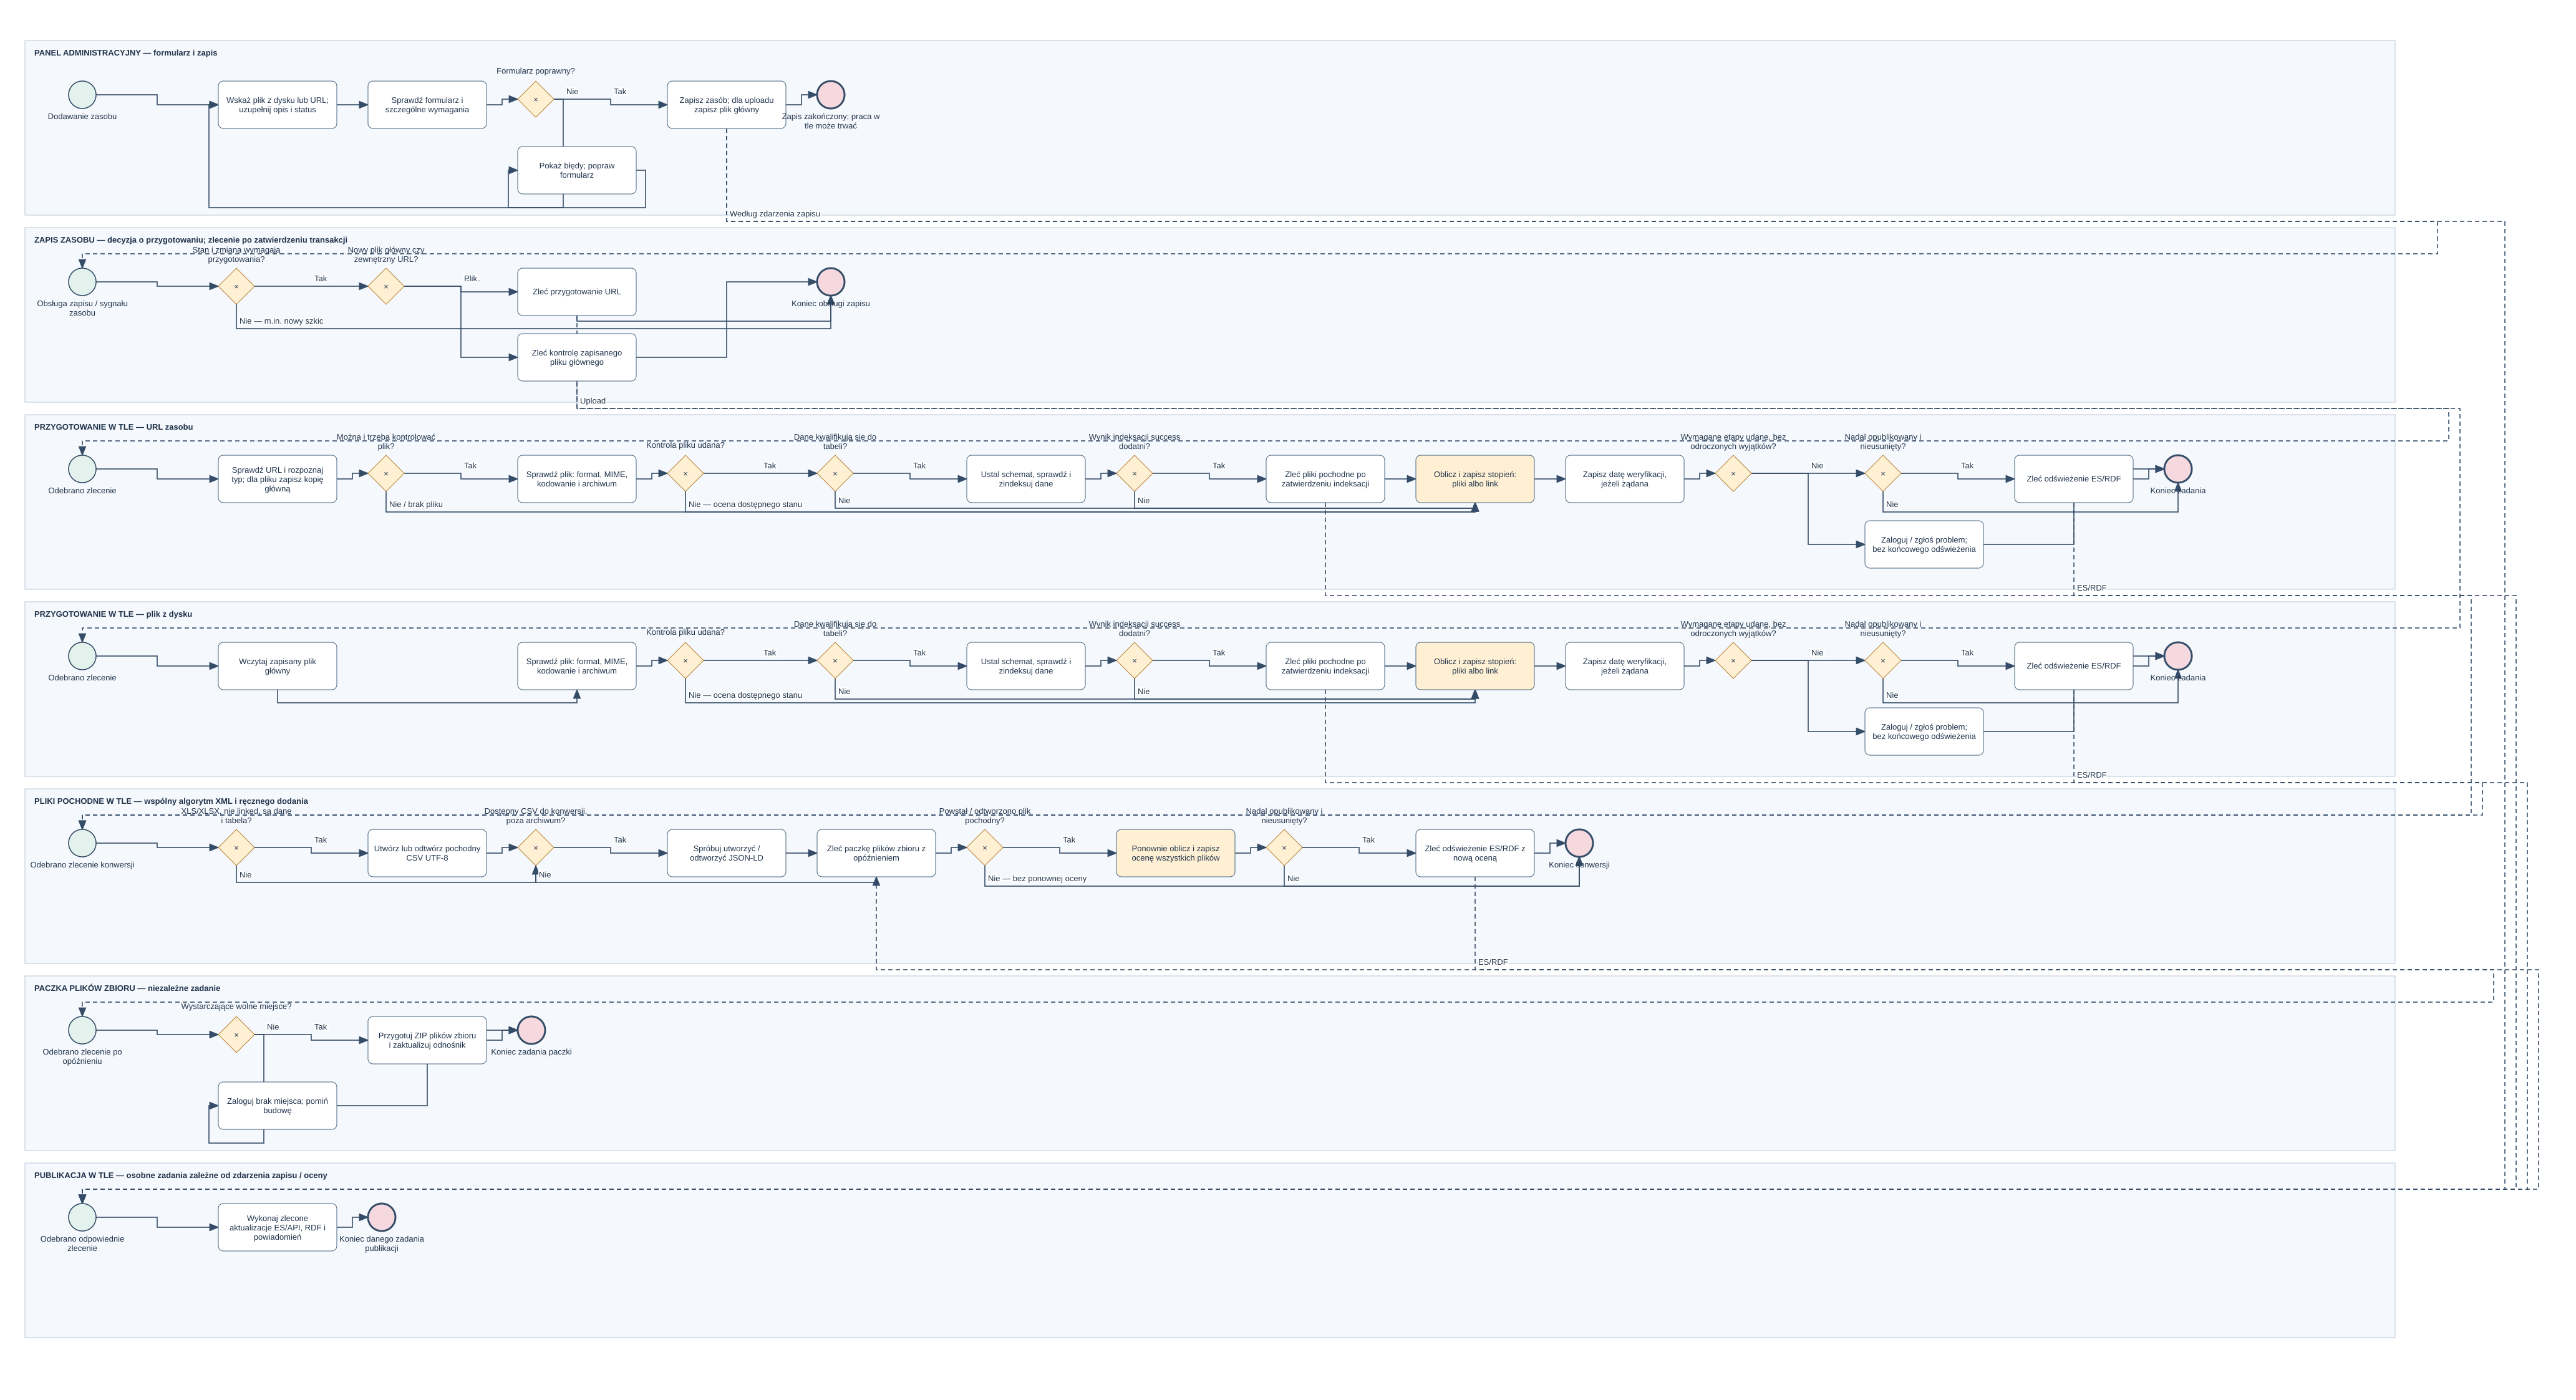 PANEL ADMINISTRACYJNY — formularz i zapis
Formularz poprawny?
Dodawanie zasobu
Wskaż plik z dysku lub URL;
uzupełnij opis i status
Sprawdź formularz i
szczególne wymagania
×
Nie
Tak
Zapisz zasób; dla uploadu
zapisz plik główny
Zapis zakończony; praca w
tle może trwać
Pokaż błędy; popraw
formularz
Według zdarzenia zapisu
ZAPIS ZASOBU — decyzja o przygotowaniu; zlecenie po zatwierdzeniu transakcji
Stan i zmiana wymagają
przygotowania?
Nowy plik główny czy
zewnętrzny URL?
Obsługa zapisu / sygnału
zasobu
×
Tak
×
Plik
Zleć przygotowanie URL
Koniec obsługi zapisu
Nie — m.in. nowy szkic
Zleć kontrolę zapisanego
pliku głównego
Upload
PRZYGOTOWANIE W TLE — URL zasobu
Można i trzeba kontrolować
plik?
Kontrola pliku udana?
Dane kwalifikują się do
tabeli?
Wynik indeksacji success
dodatni?
Wymagane etapy udane, bez
odroczonych wyjątków?
Nadal opublikowany i
nieusunięty?
Odebrano zlecenie
Sprawdź URL i rozpoznaj
typ; dla pliku zapisz kopię
główną
×
Tak
Sprawdź plik: format, MIME,
kodowanie i archiwum
×
Tak
×
Tak
Ustal schemat, sprawdź i
zindeksuj dane
×
Tak
Zleć pliki pochodne po
zatwierdzeniu indeksacji
Oblicz i zapisz stopień:
pliki albo link
Zapisz datę weryfikacji,
jeżeli żądana
×
Nie
×
Tak
Zleć odświeżenie ES/RDF
Koniec zadania
Nie / brak pliku
Nie — ocena dostępnego stanu
Nie
Nie
Nie
Zaloguj / zgłoś problem;
bez końcowego odświeżenia
ES/RDF
PRZYGOTOWANIE W TLE — plik z dysku
Kontrola pliku udana?
Dane kwalifikują się do
tabeli?
Wynik indeksacji success
dodatni?
Wymagane etapy udane, bez
odroczonych wyjątków?
Nadal opublikowany i
nieusunięty?
Odebrano zlecenie
Wczytaj zapisany plik
główny
Sprawdź plik: format, MIME,
kodowanie i archiwum
×
Tak
×
Tak
Ustal schemat, sprawdź i
zindeksuj dane
×
Tak
Zleć pliki pochodne po
zatwierdzeniu indeksacji
Oblicz i zapisz stopień:
pliki albo link
Zapisz datę weryfikacji,
jeżeli żądana
×
Nie
×
Tak
Zleć odświeżenie ES/RDF
Koniec zadania
Nie — ocena dostępnego stanu
Nie
Nie
Nie
Zaloguj / zgłoś problem;
bez końcowego odświeżenia
ES/RDF
PLIKI POCHODNE W TLE — wspólny algorytm XML i ręcznego dodania
XLS/XLSX, nie linked, są dane
i tabela?
Dostępny CSV do konwersji,
poza archiwum?
Powstał / odtworzono plik
pochodny?
Nadal opublikowany i
nieusunięty?
Odebrano zlecenie konwersji
×
Tak
Utwórz lub odtwórz pochodny
CSV UTF-8
×
Tak
Spróbuj utworzyć /
odtworzyć JSON-LD
Zleć paczkę plików zbioru z
opóźnieniem
×
Tak
Ponownie oblicz i zapisz
ocenę wszystkich plików
×
Tak
Zleć odświeżenie ES/RDF z
nową oceną
Koniec konwersji
Nie
Nie
Nie — bez ponownej oceny
Nie
ES/RDF
PACZKA PLIKÓW ZBIORU — niezależne zadanie
Wystarczające wolne miejsce?
Odebrano zlecenie po
opóźnieniu
×
Nie
Tak
Przygotuj ZIP plików zbioru
i zaktualizuj odnośnik
Koniec zadania paczki
Zaloguj brak miejsca; pomiń
budowę
PUBLIKACJA W TLE — osobne zadania zależne od zdarzenia zapisu / oceny
Odebrano odpowiednie
zlecenie
Wykonaj zlecone
aktualizacje ES/API, RDF i
powiadomień
Koniec danego zadania
publikacji